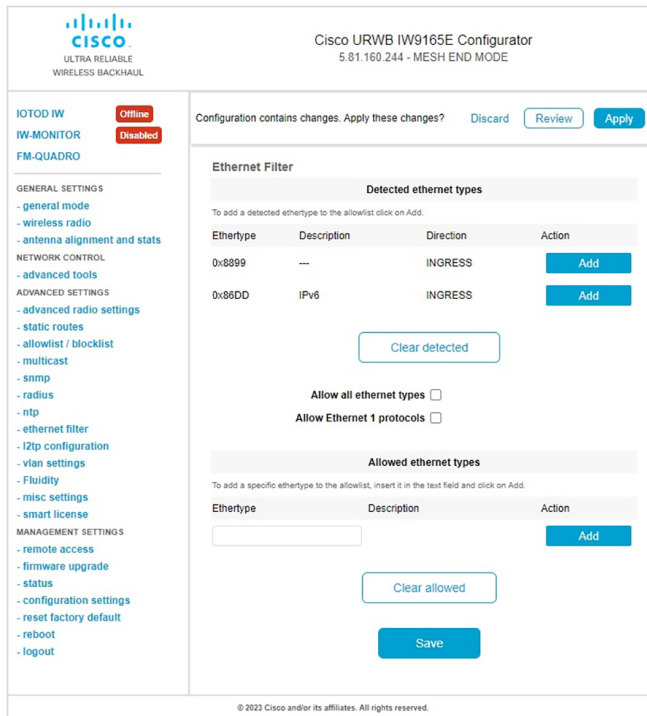 CISCO
ULTRA RELIABLE
WIRELESS BACKHAUL
Cisco URWB IW9165E Configurator
5.81.160.244 - MESH END MODE
IOTOD IW Offline
IW-MONITOR Disabled
FM-QUADRO
GENERAL SETTINGS
- general mode
- wireless radio
- antenna alignment and stats
NETWORK CONTROL
- advanced tools
ADVANCED SETTINGS
- advanced radio settings
- static routes
- allowlist / blocklist
- multicast
- snmp
- radius
- ntp
- ethernet filter
- l2tp configuration
- vlan settings
- Fluidity
- misc settings
- smart license
MANAGEMENT SETTINGS
- remote access
- firmware upgrade
- status
- configuration settings
- reset factory default
- reboot
- logout
Configuration contains changes. Apply these changes? Discard Review Apply
Ethernet Filter
Detected ethernet types
To add a detected ethertype to the allowlist click on Add.
Ethertype Description Direction Action
0x8899 --- INGRESS Add
0x86DD IPv6 INGRESS Add
Clear detected
Allow all ethernet types
Allow Ethernet 1 protocols
Allowed ethernet types
To add a specific ethertype to the allowlist, insert it in the text field and click on Add.
Ethertype Description Action
Add
Clear allowed
Save
© 2023 Cisco and/or its affiliates. All rights reserved.